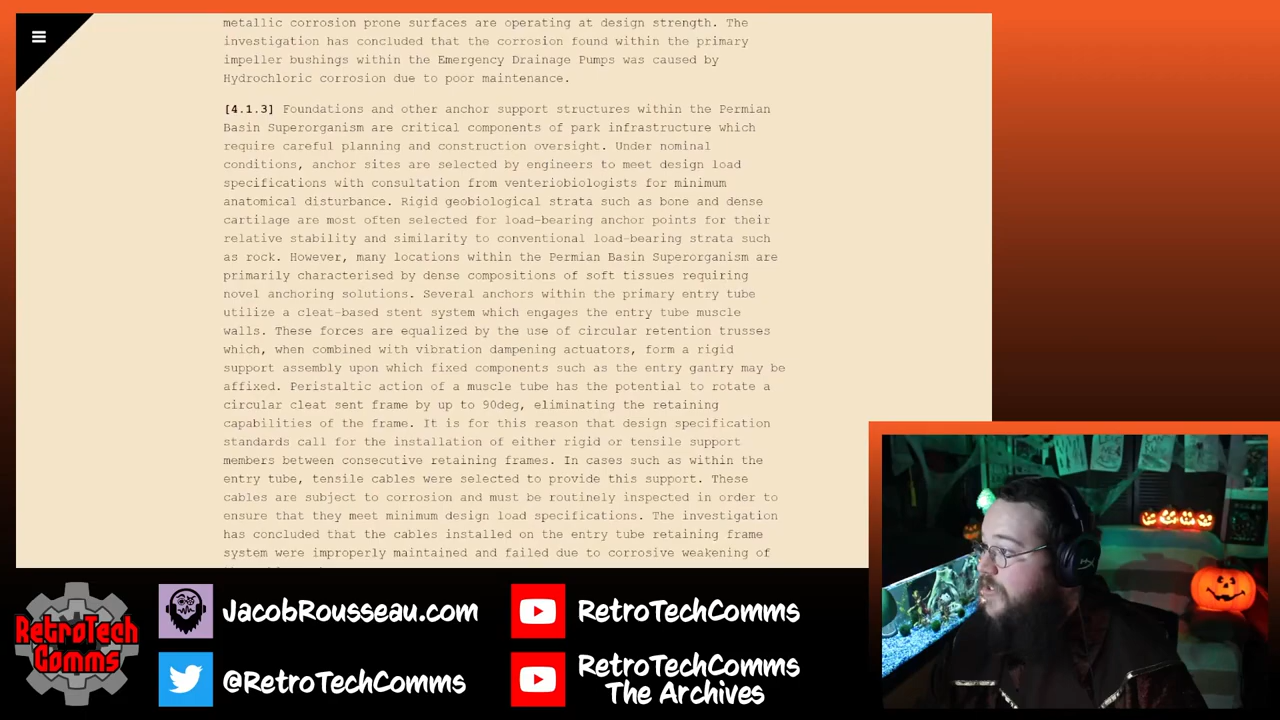 metallic corrosion prone surfaces are operating at design strength. The
investigation has concluded that the corrosion found within the primary
impeller bushings within the Emergency Drainage Pumps was caused by
Hydrochloric corrosion due to poor maintenance.
[4.1.3] Foundations and other anchor support structures within the Permian
Basin Superorganism are critical components of park infrastructure which
require careful planning and construction oversight. Under nominal
conditions, anchor sites are selected by engineers to meet design load
specifications with consultation from venteriobiologists for minimum
anatomical disturbance. Rigid geobiological strata such as bone and dense
cartilage are most often selected for load-bearing anchor points for their
relative stability and similarity to conventional load-bearing strata such
as rock. However, many locations within the Permian Basin Superorganism are
primarily characterised by dense compositions of soft tissues requiring
novel anchoring solutions. Several anchors within the primary entry tube
utilize a cleat-based stent system which engages the entry tube muscle
walls. These forces are equalized by the use of circular retention trusses
which, when combined with vibration dampening actuators, form a rigid
support assembly upon which fixed components such as the entry gantry may be
affixed. Peristaltic action of a muscle tube has the potential to rotate a
circular cleat sent frame by up to 90deg, eliminating the retaining
capabilities of the frame. It is for this reason that design specification
standards call for the installation of either rigid or tensile support
members between consecutive retaining frames. In cases such as within the
entry tube, tensile cables were selected to provide this support. These
cables are subject to corrosion and must be routinely inspected in order to
ensure that they meet minimum design load specifications. The investigation
has concluded that the cables installed on the entry tube retaining frame
system were improperly maintained and failed due to corrosive weakening of
RetroTech
Comms
JacobRousseau.com
@RetroTechComms
RetroTechComms
RetroTechComms
The Archives